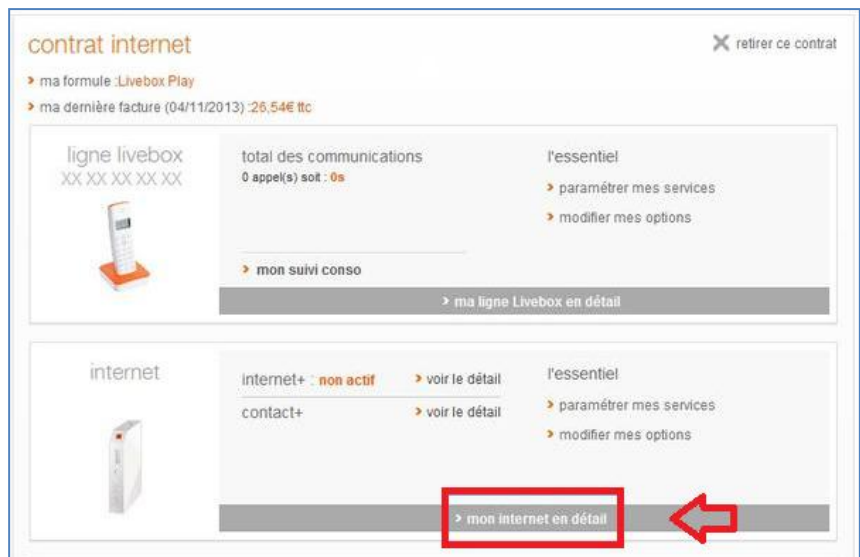 contrat internet
retirer ce contrat
ma formule :Livebox Play
ma dernière facture (04/11/2013) :26,54€ ttc
ligne livebox
XX XX XX XX XX
total des communications
0 appel(s) soit : 0s
mon suivi conso
l'essentiel
paramétrer mes services
modifier mes options
ma ligne Livebox en détail
internet
internet+ : non actif
voir le détail
contact+
voir le détail
l'essentiel
paramétrer mes services
modifier mes options
mon internet en détail